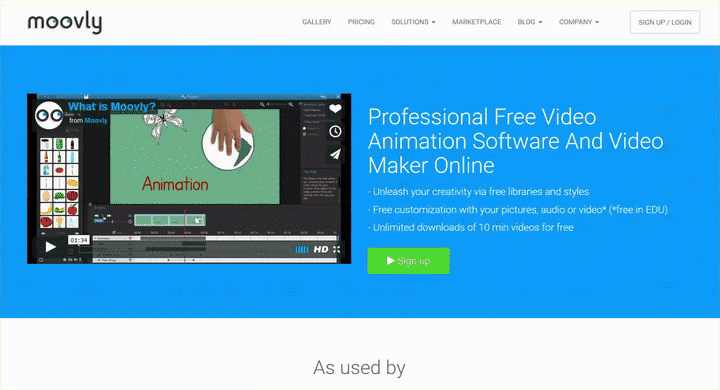 moovly
GALLERY
PRICING
SOLUTIONS
MARKETPLACE
BLOG
COMPANY
SIGN UP / LOGIN
What is Moovly?
from Moovly
Animation
01:34
HD
Professional Free Video
Animation Software And Video
Maker Online
- Unleash your creativity via free libraries and styles
- Free customization with your pictures, audio or video* (*free in EDU)
- Unlimited downloads of 10 min videos for free
Sign up
As used by